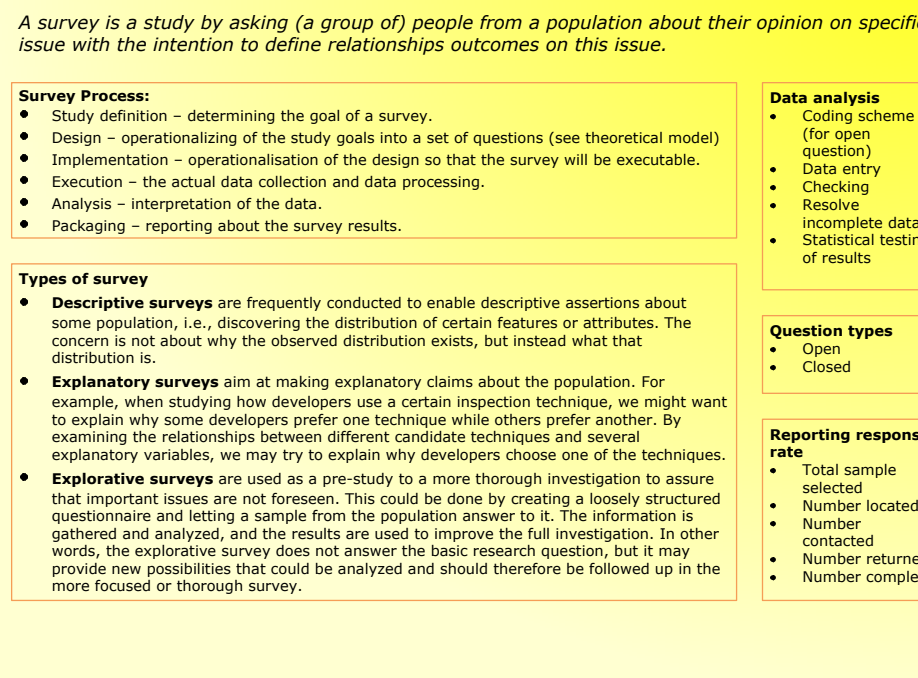 A survey is a study by asking (a group of) people from a population about their opinion on specific
issue with the intention to define relationships outcomes on this issue.
Survey Process:
• Study definition – determining the goal of a survey.
• Design – operationalizing of the study goals into a set of questions (see theoretical model)
• Implementation – operationalisation of the design so that the survey will be executable.
• Execution – the actual data collection and data processing.
• Analysis – interpretation of the data.
• Packaging – reporting about the survey results.
Types of survey
• Descriptive surveys are frequently conducted to enable descriptive assertions about
some population, i.e., discovering the distribution of certain features or attributes. The
concern is not about why the observed distribution exists, but instead what that
distribution is.
• Explanatory surveys aim at making explanatory claims about the population. For
example, when studying how developers use a certain inspection technique, we might want
to explain why some developers prefer one technique while others prefer another. By
examining the relationships between different candidate techniques and several
explanatory variables, we may try to explain why developers choose one of the techniques.
• Explorative surveys are used as a pre-study to a more thorough investigation to assure
that important issues are not foreseen. This could be done by creating a loosely structured
questionnaire and letting a sample from the population answer to it. The information is
gathered and analyzed, and the results are used to improve the full investigation. In other
words, the explorative survey does not answer the basic research question, but it may
provide new possibilities that could be analyzed and should therefore be followed up in the
more focused or thorough survey.
Data analysis
• Coding scheme
(for open
question)
• Data entry
• Checking
• Resolve
incomplete data
• Statistical testin
of results
Question types
• Open
• Closed
Reporting respons
rate
• Total sample
selected
• Number located
• Number
contacted
• Number returne
• Number comple